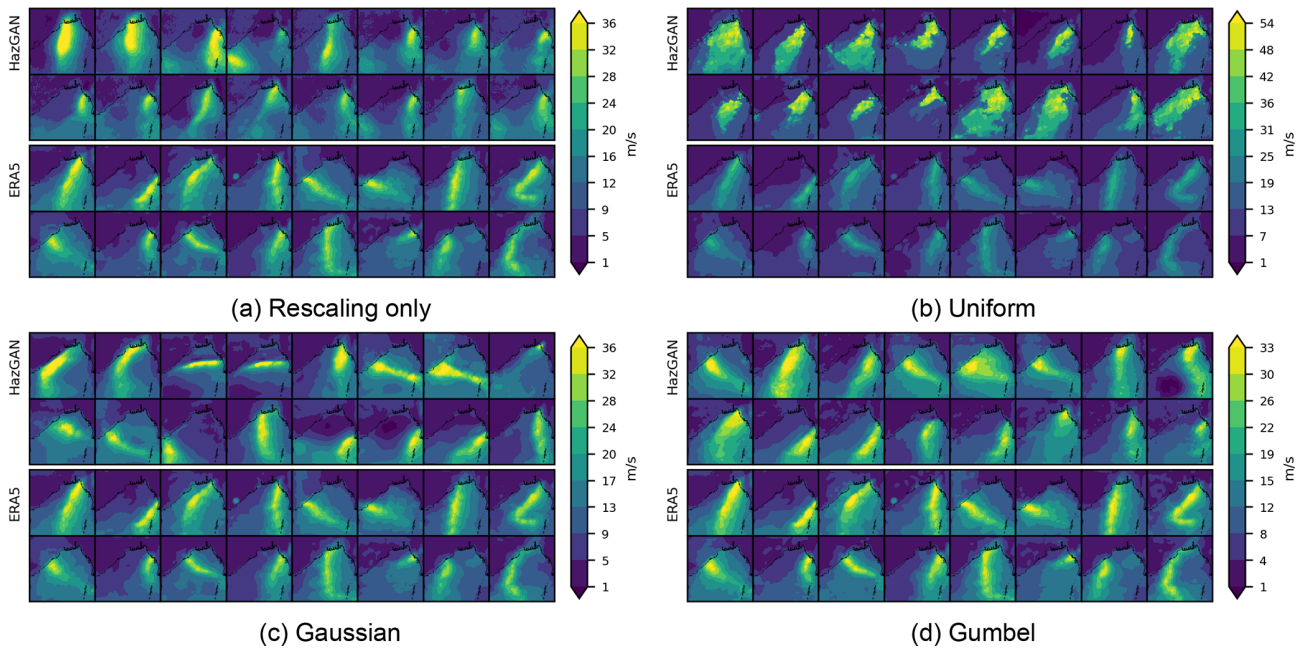 HazGAN
ERA5
36
32
28
24
20
16
12
9
5
1
m/s
(a) Rescaling only
HazGAN
ERA5
54
48
42
36
31
25
19
13
7
1
m/s
(b) Uniform
HazGAN
ERA5
36
32
28
24
20
17
13
9
5
1
m/s
(c) Gaussian
HazGAN
ERA5
33
30
26
22
19
15
12
8
4
1
m/s
(d) Gumbel